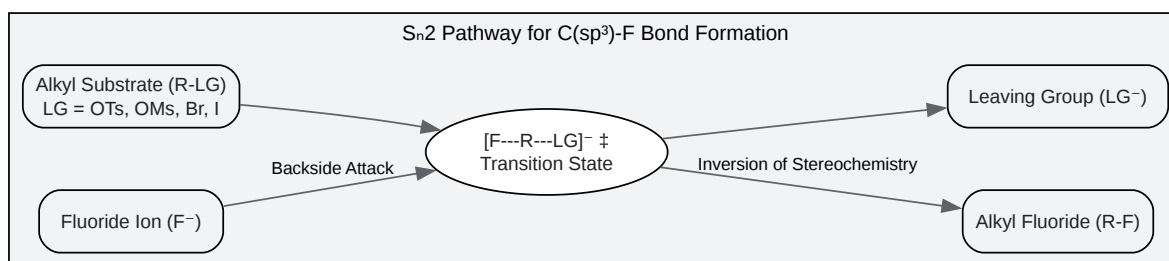 Sₙ2 Pathway for C(sp³)-F Bond Formation
Alkyl Substrate (R-LG)
LG = OTs, OMs, Br, I
Fluoride Ion (F⁻)
Backside Attack
[F---R---LG]⁻ ‡
Transition State
Inversion of Stereochemistry
Leaving Group (LG⁻)
Alkyl Fluoride (R-F)